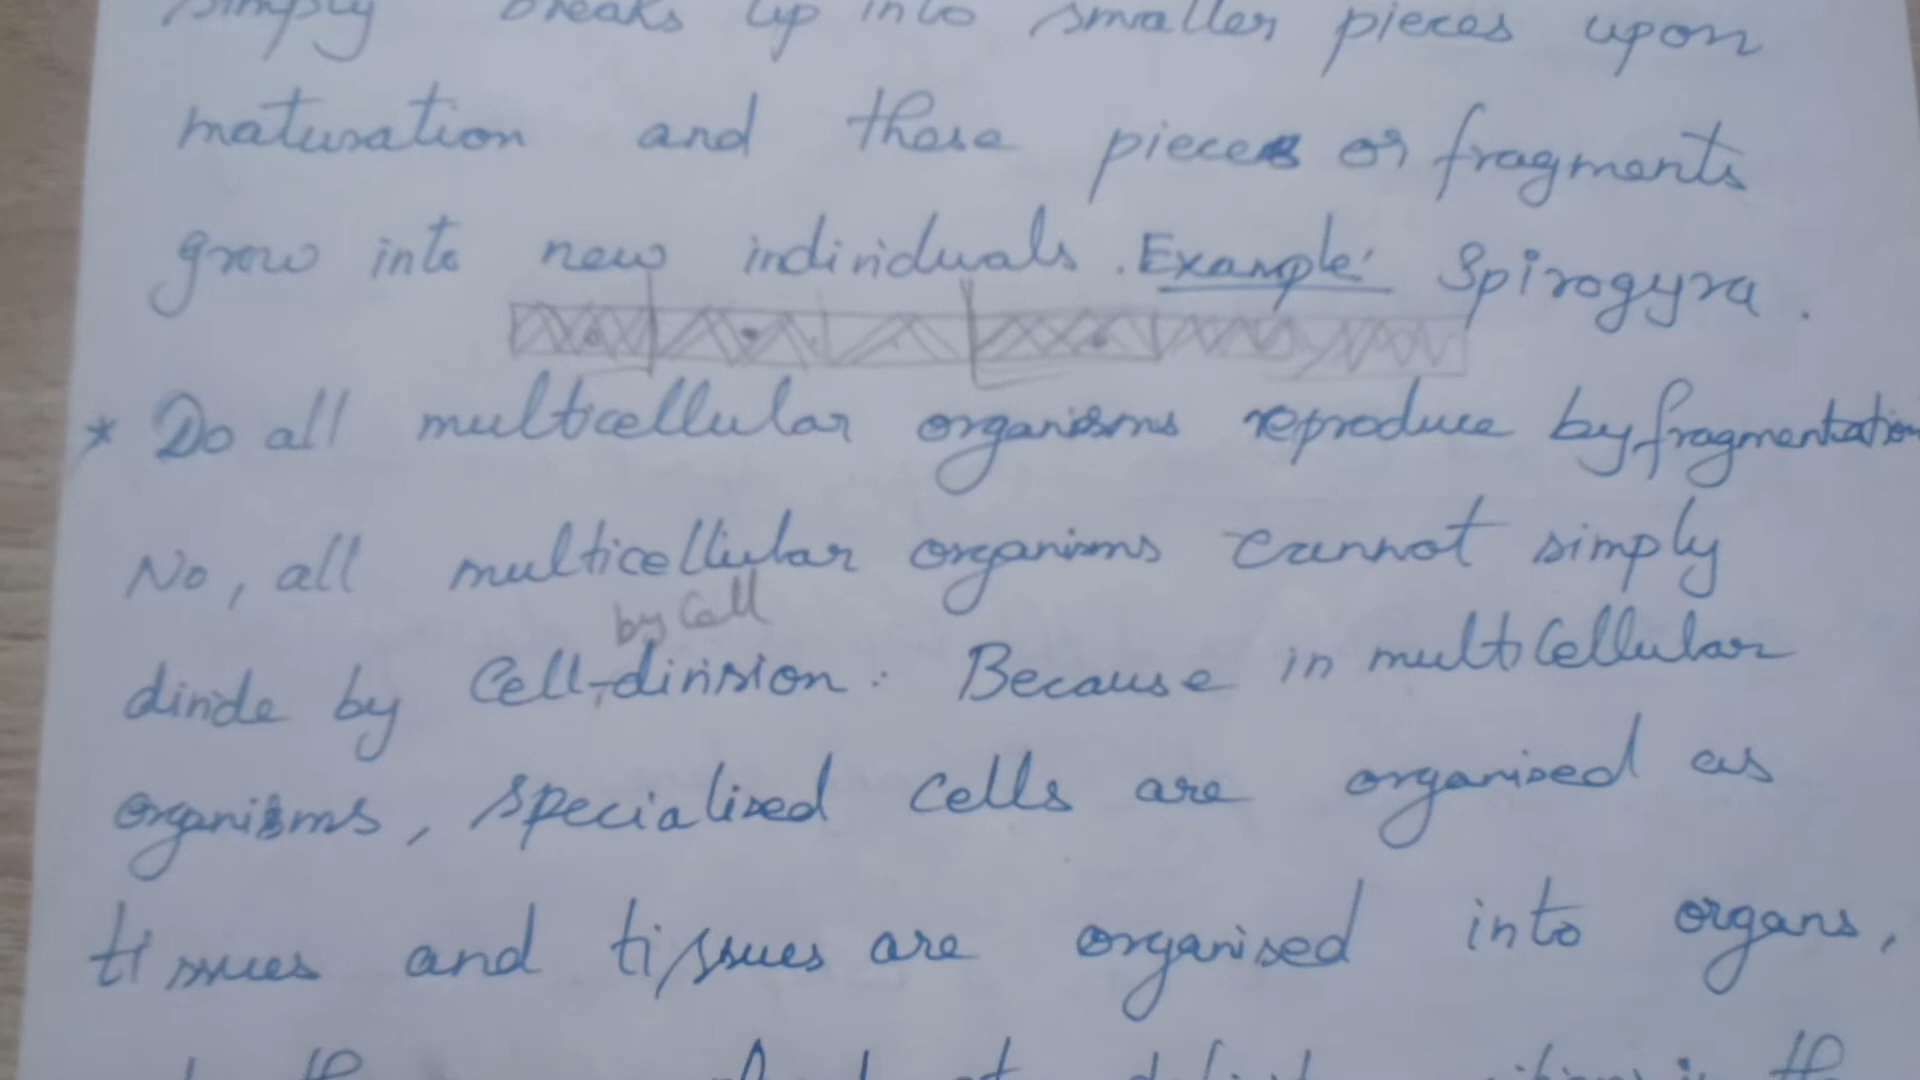 simply breaks up into smaller pieces upon
maturation and these pieces or fragments
grow into new individuals. Example: Spirogyra.
* Do all multicellular organisms reproduce by fragmentation
No, all multicellular organisms cannot simply
by Cell
divide by Cell-division. Because in multicellular
organisms, specialized cells are organised as
tissues and tissues are organised into organs,